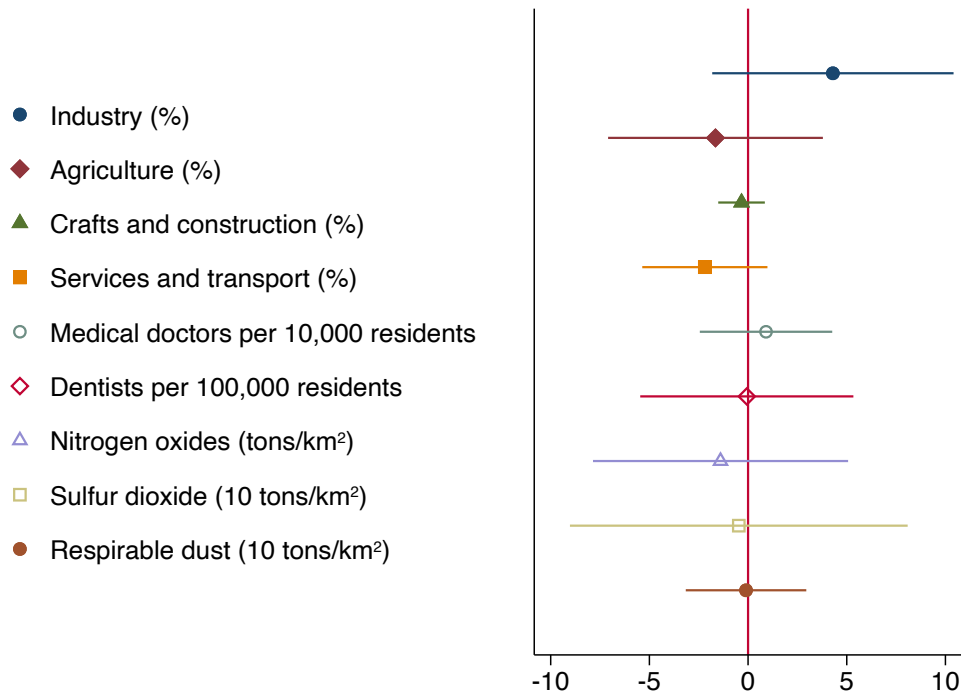 Industry (%)
Agriculture (%)
Crafts and construction (%)
Services and transport (%)
Medical doctors per 10,000 residents
Dentists per 100,000 residents
Nitrogen oxides (tons/km²)
Sulfur dioxide (10 tons/km²)
Respirable dust (10 tons/km²)
-10 -5 0 5 10